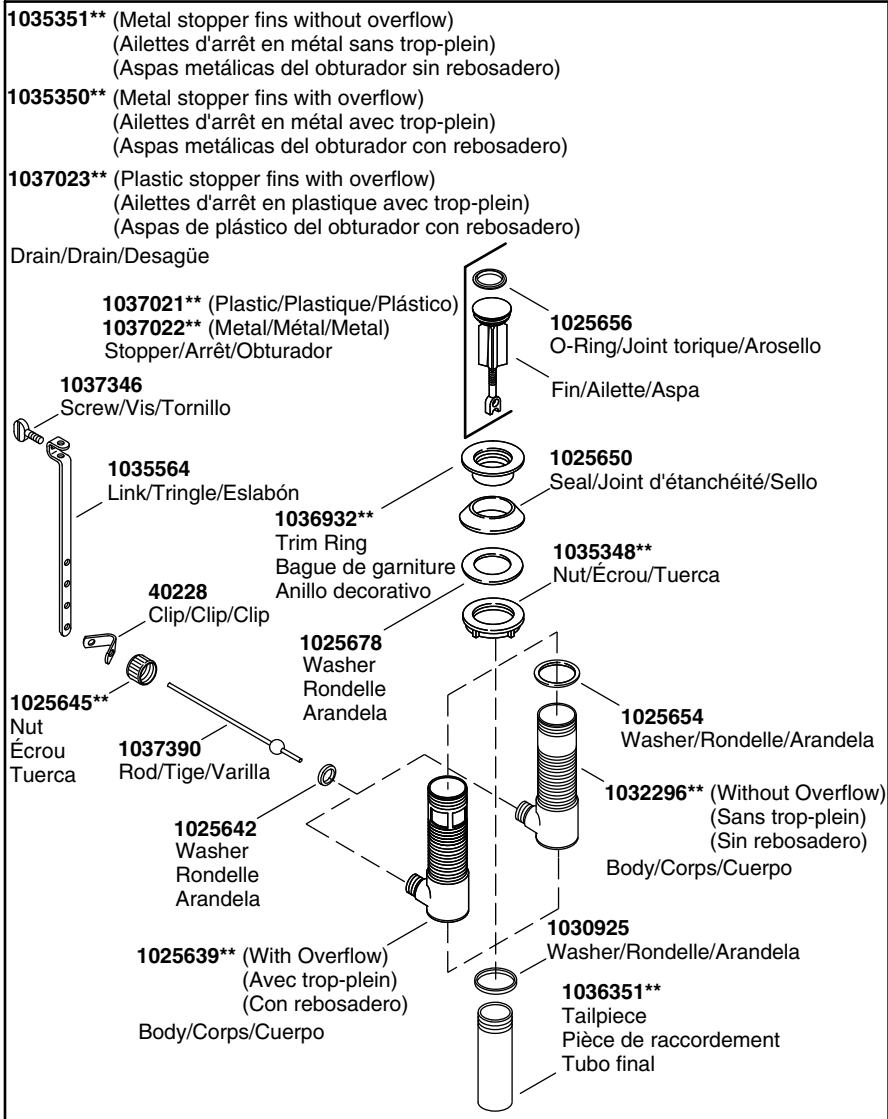 1035351** (Metal stopper fins without overflow)
(Ailettes d'arrêt en métal sans trop-plein)
(Aspas metálicas del obturador sin rebosadero)
1035350** (Metal stopper fins with overflow)
(Ailettes d'arrêt en métal avec trop-plein)
(Aspas metálicas del obturador con rebosadero)
1037023** (Plastic stopper fins with overflow)
(Ailettes d'arrêt en plastique avec trop-plein)
(Aspas de plástico del obturador con rebosadero)
Drain/Drain/Desagüe
1037021** (Plastic/Plastique/Plástico)
1037022** (Metal/Métal/Metal)
Stopper/Arrêt/Obturador
1025656
O-Ring/Joint torique/Arosello
Fin/Ailette/Aspa
1037346
Screw/Vis/Tornillo
1035564
Link/Tringle/Eslabón
1025650
Seal/Joint d'étanchéité/Sello
1036932**
Trim Ring
Bague de garniture
Anillo decorativo
1035348**
Nut/Écrou/Tuerca
40228
Clip/Clip/Clip
1025678
Washer
Rondelle
Arandela
1025645**
Nut
Écrou
Tuerca
1037390
Rod/Tige/Varilla
1025654
Washer/Rondelle/Arandela
1032296** (Without Overflow)
(Sans trop-plein)
(Sin rebosadero)
Body/Corps/Cuerpo
1025642
Washer
Rondelle
Arandela
1025639** (With Overflow)
(Avec trop-plein)
(Con rebosadero)
Body/Corps/Cuerpo
1030925
Washer/Rondelle/Arandela
1036351**
Tailpiece
Pièce de raccordement
Tubo final